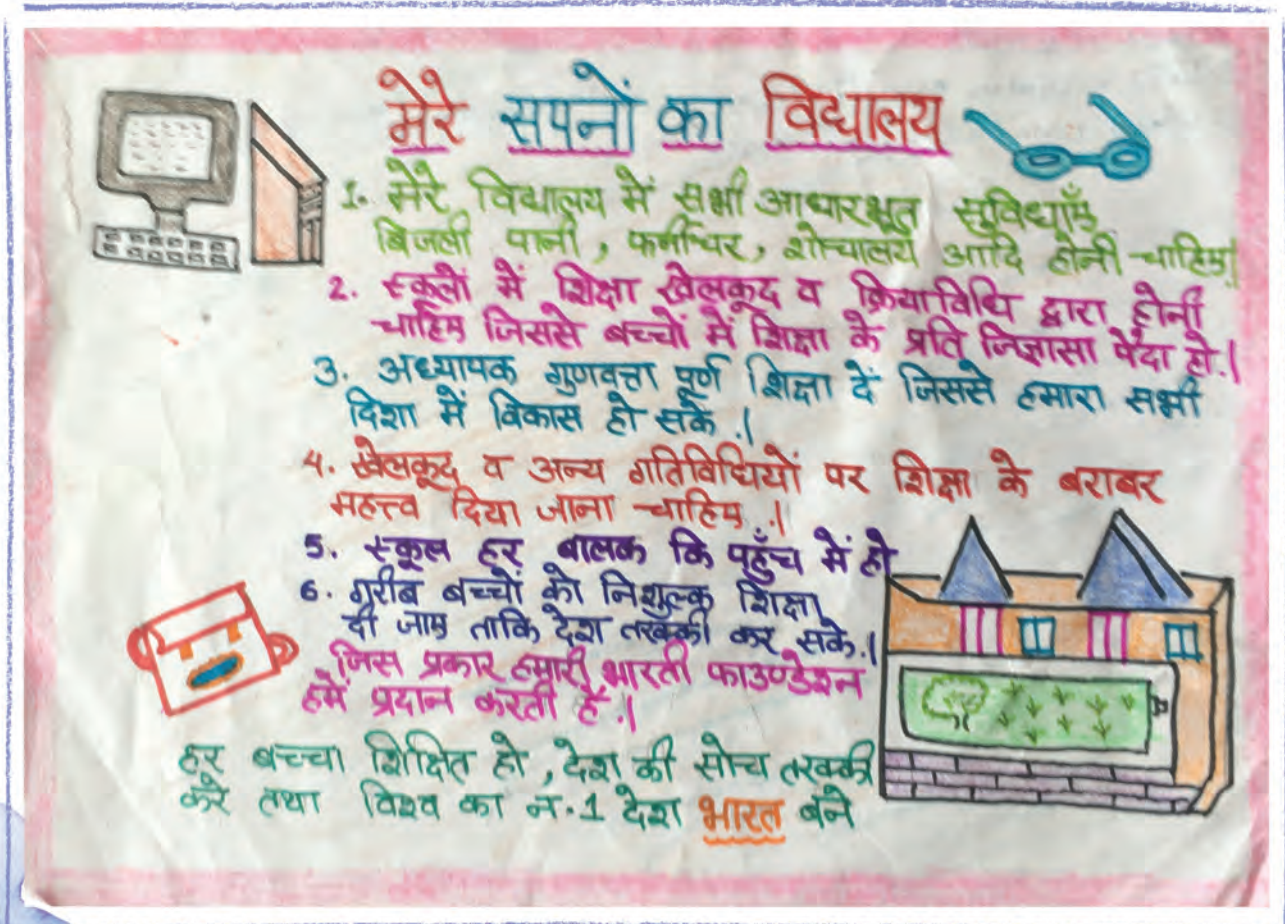 मेरे सपनों का विद्यालय
1. मेरे विद्यालय में सभी आधारभूत सुविधाएँ
बिजली पानी, फर्नीचर, शोचालय आदि होनी चाहिए।
2. स्कूलों में शिक्षा खेलकूद व क्रियाविधि द्वारा होनी
चाहिए जिससे बच्चों में शिक्षा के प्रति जिज्ञासा पैदा हो.।
3. अध्यापक गुणवत्ता पूर्ण शिक्षा दें जिससे हमारा सभी
दिशा में विकास हो सके.।
4. खेलकूद व अन्य गतिविधियों पर शिक्षा के बराबर
महत्त्व दिया जाना चाहिए.।
5. स्कूल हर बालक कि पहुँच में हो
6. गरीब बच्चों को निशुल्क शिक्षा
दी जाए ताकि देश तरक्की कर सके.।
जिस प्रकार हमारी भारती फाउण्डेशन
हमें प्रदान करती है.।
हर बच्चा शिक्षित हो, देश की सोच तरक्की
करे तथा विश्व का न.1 देश भारत बने